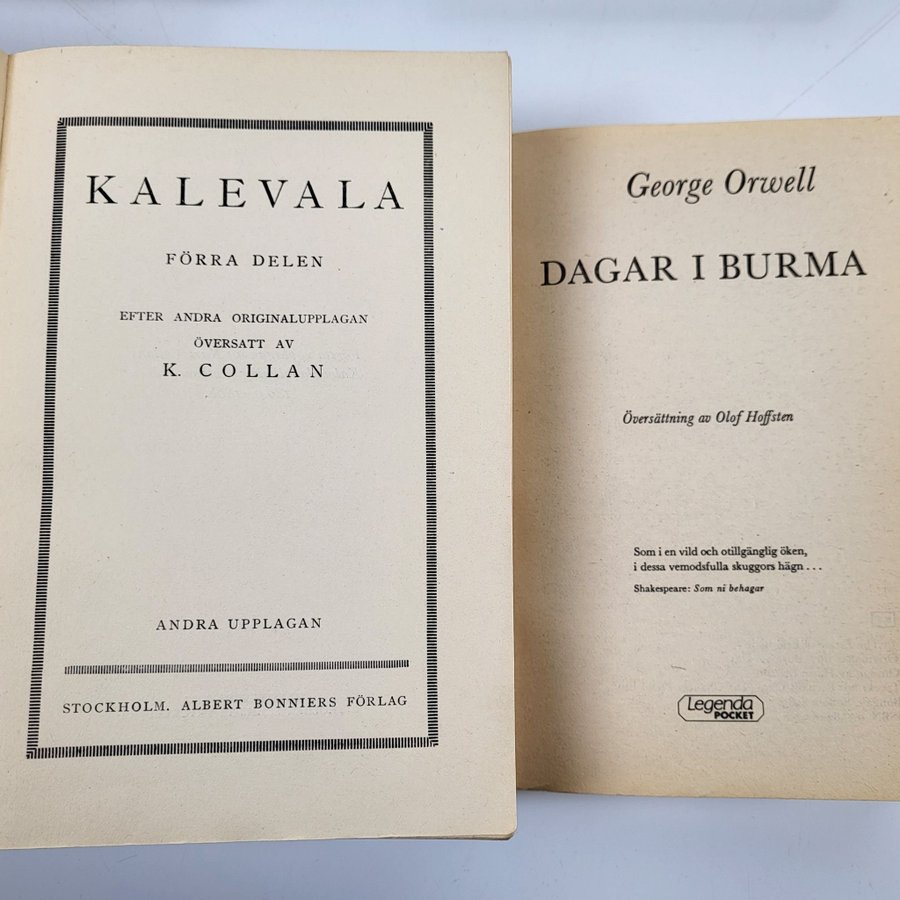 KALEVALA
FÖRRA DELEN
EFTER ANDRA ORIGINALUPPLAGAN
ÖVERSATT AV
K. COLLAN
ANDRA UPPLAGAN
STOCKHOLM. ALBERT BONNIERS FÖRLAG
George Orwell
DAGAR I BURMA
Översättning av Olof Hoffsten
Som i en vild och otillgänglig öken,
i dessa vemodsfulla skuggors hägn...
Shakespeare: Som ni behagar
Legenda
POCKET